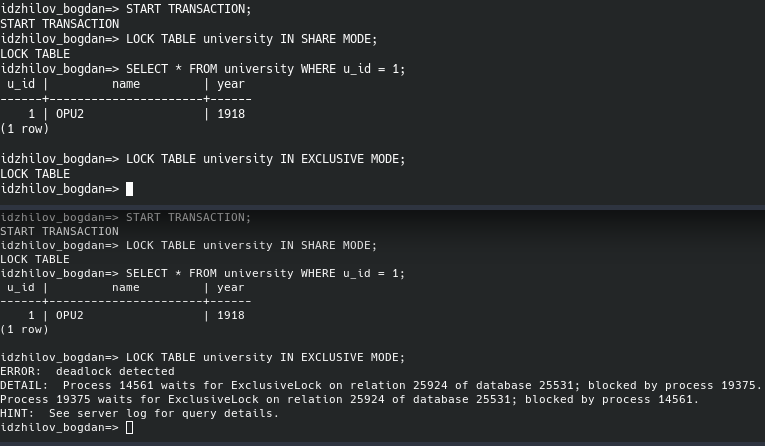 idzhilov_bogdan=> START TRANSACTION;
START TRANSACTION
idzhilov_bogdan=> LOCK TABLE university IN SHARE MODE;
LOCK TABLE
idzhilov_bogdan=> SELECT * FROM university WHERE u_id = 1;
 u_id |         name         | year
------+----------------------+------
    1 | OPU2                 | 1918
(1 row)

idzhilov_bogdan=> LOCK TABLE university IN EXCLUSIVE MODE;
LOCK TABLE
idzhilov_bogdan=>
idzhilov_bogdan=> START TRANSACTION;
START TRANSACTION
idzhilov_bogdan=> LOCK TABLE university IN SHARE MODE;
LOCK TABLE
idzhilov_bogdan=> SELECT * FROM university WHERE u_id = 1;
 u_id |         name         | year
------+----------------------+------
    1 | OPU2                 | 1918
(1 row)

idzhilov_bogdan=> LOCK TABLE university IN EXCLUSIVE MODE;
ERROR:  deadlock detected
DETAIL:  Process 14561 waits for ExclusiveLock on relation 25924 of database 25531; blocked by process 19375.
Process 19375 waits for ExclusiveLock on relation 25924 of database 25531; blocked by process 14561.
HINT:  See server log for query details.
idzhilov_bogdan=>